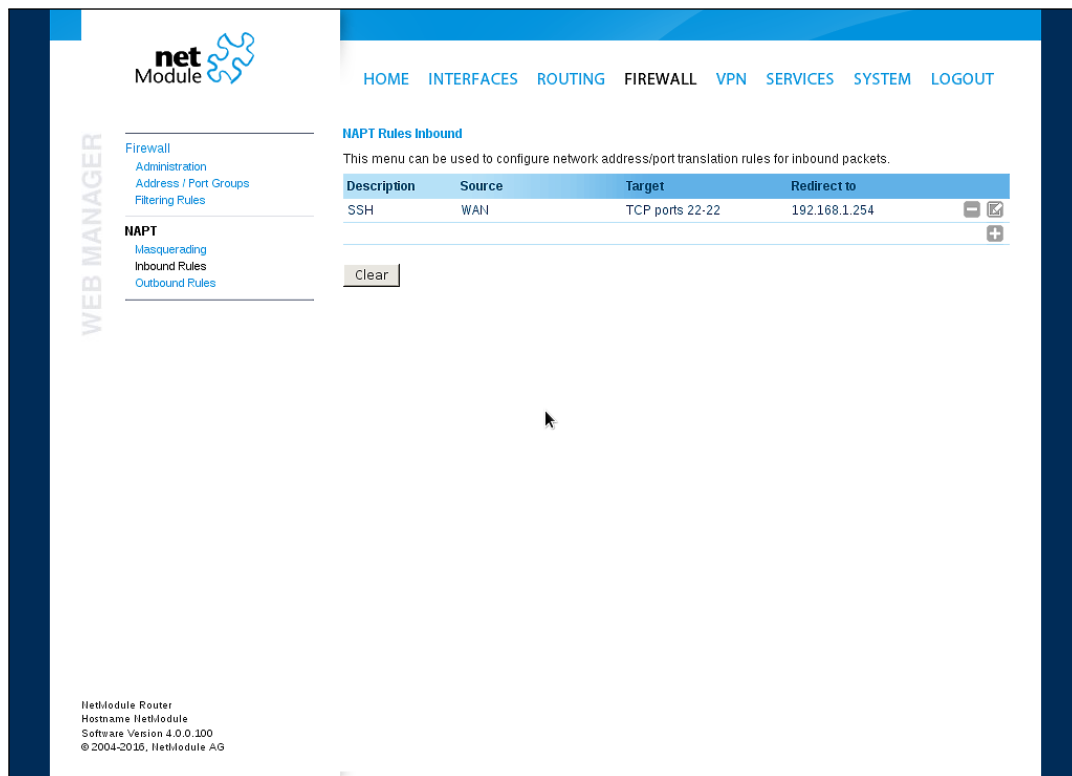 net
Module
HOME INTERFACES ROUTING FIREWALL VPN SERVICES SYSTEM LOGOUT
WEB MANAGER
Firewall
Administration
Address / Port Groups
Filtering Rules
NAPT
Masquerading
Inbound Rules
Outbound Rules
NAPT Rules Inbound
This menu can be used to configure network address/port translation rules for inbound packets.
Description Source Target Redirect to
SSH WAN TCP ports 22-22 192.168.1.254
Clear
NetModule Router
Hostname NetModule
Software Version 4.0.0.100
© 2004-2016, NetModule AG